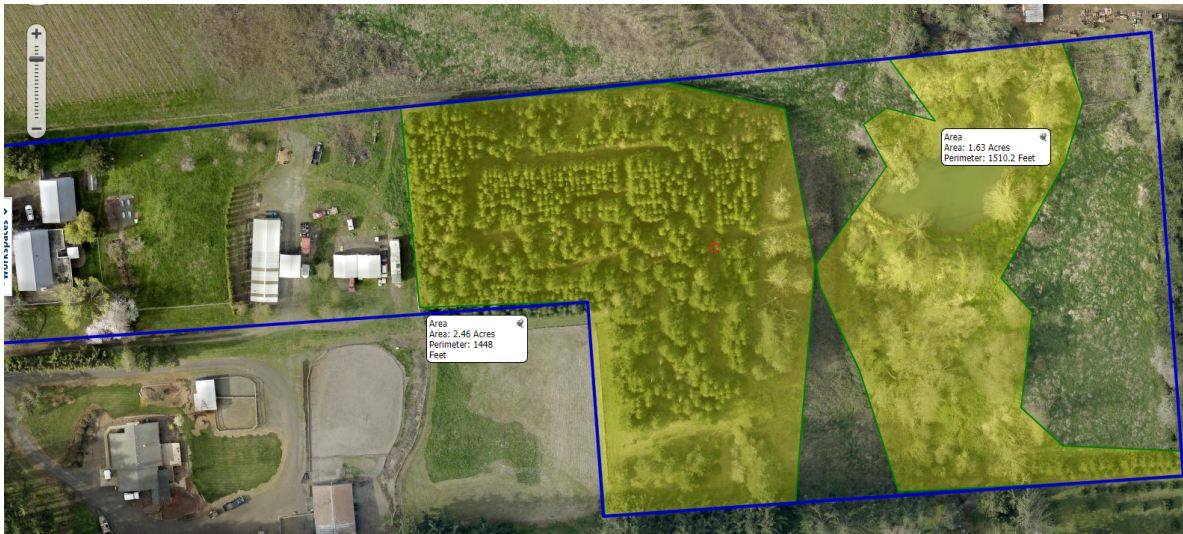 +
Area
Area: 1.63 Acres
Perimeter: 1510.2 Feet
Workspaces
Area
Area: 2.46 Acres
Perimeter: 1448
Feet